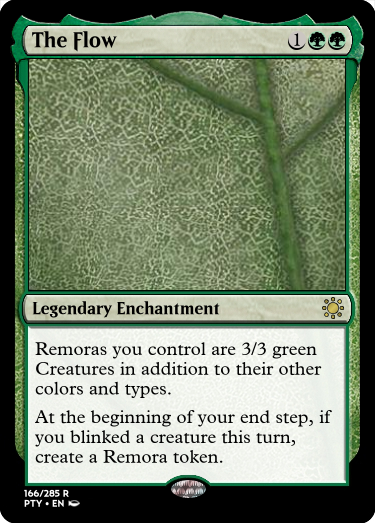 The Flow 1
Legendary Enchantment
Remoras you control are 3/3 green
Creatures in addition to their other
colors and types.
At the beginning of your end step, if
you blinked a creature this turn,
create a Remora token.
166/285 R
PTY • EN